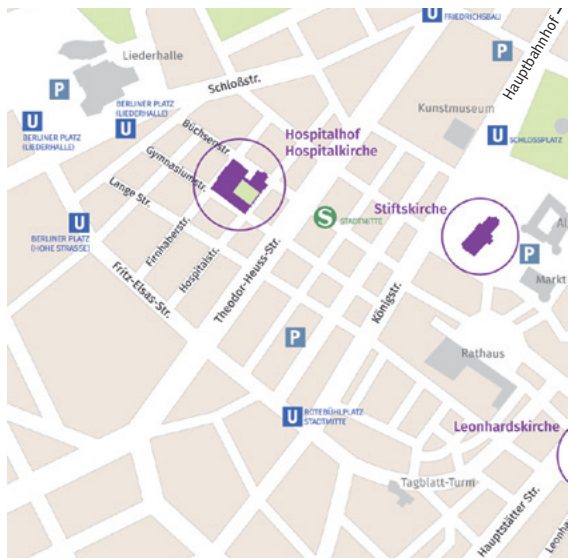 U
FRIEDRICHSBAU
Hauptbahnhof –
Liederhalle
P
P
Schloßstr.
BERLINER PLATZ
(LIEDERHALLE)
U
U
BERLINER PLATZ
(LIEDERHALLE)
Kunstmuseum
Büchsenstr.
Hospitalhof
Hospitalkirche
U
SCHLOSSPLATZ
Gymnasiumstr.
Lange Str.
Stiftskirche
S
STADTMITTE
U
BERLINER PLATZ
(HOHE STRASSE)
Firnhaberstr.
Hospitalstr.
Theodor-Heuss-Str.
P
Markt
Fritz-Elsas-Str.
Königstr.
P
Rathaus
U
ROTEBÜHLPLATZ
STADTMITTE
Leonhardskirche
Tagblatt-Turm
Hauptstätter Str.